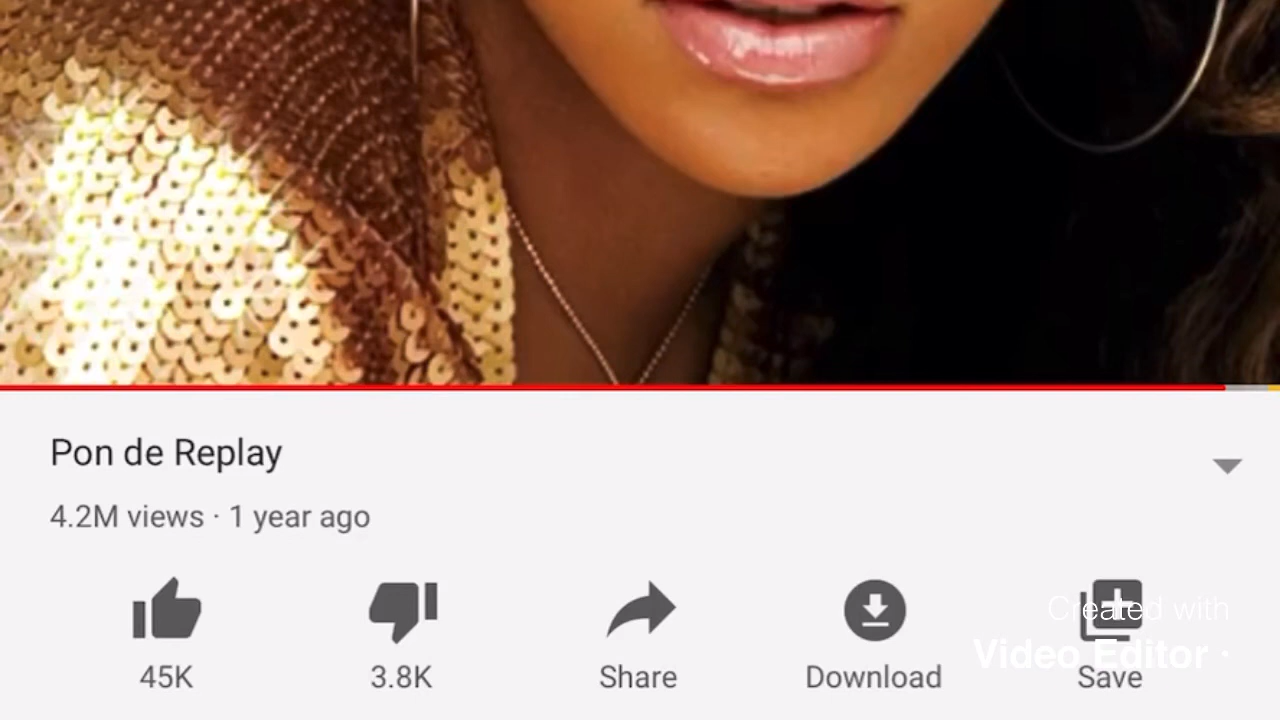 Pon de Replay
4.2M views · 1 year ago
45K
3.8K
Share
Download
Save
Created with
Video Editor ·